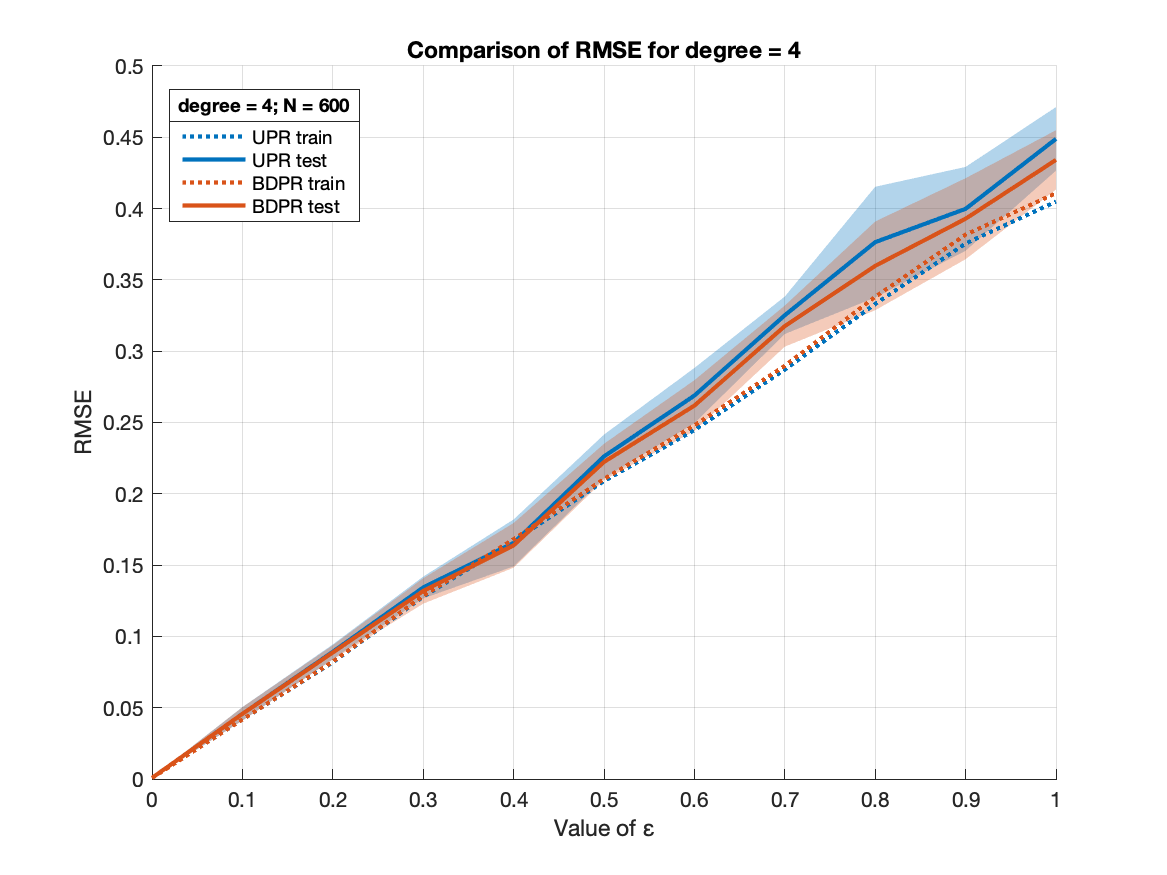 Comparison of RMSE for degree = 4
0.5
0.45
0.4
0.35
0.3
0.25
0.2
0.15
0.1
0.05
0
RMSE
degree = 4; N = 600
UPR train
UPR test
BDPR train
BDPR test
0 0.1 0.2 0.3 0.4 0.5 0.6 0.7 0.8 0.9 1
Value of ε